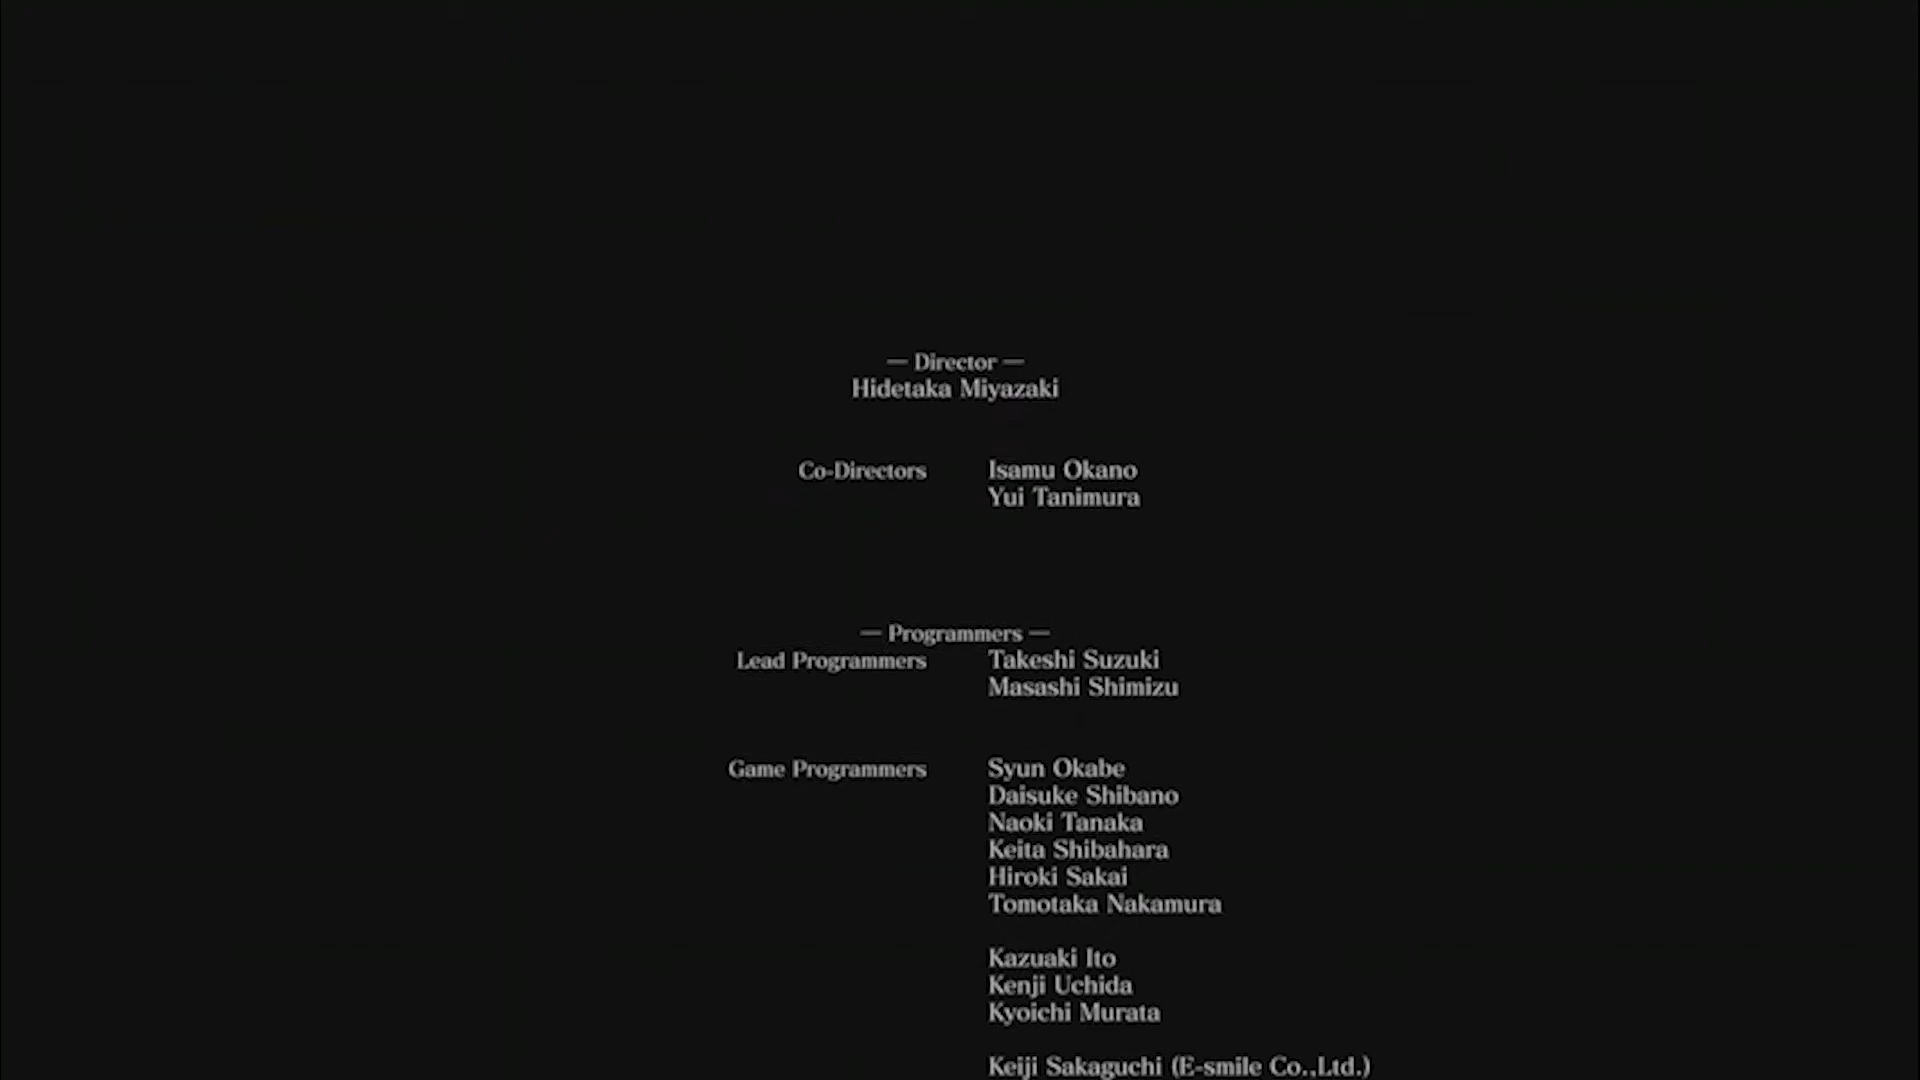 — Director —
Hidetaka Miyazaki
Co-Directors Isamu Okano
Yui Tanimura
— Programmers —
Lead Programmers Takeshi Suzuki
Masashi Shimizu
Game Programmers Syun Okabe
Daisuke Shibano
Naoki Tanaka
Keita Shibahara
Hiroki Sakai
Tomotaka Nakamura
Kazuaki Ito
Kenji Uchida
Kyoichi Murata
Keiji Sakaguchi (E-smile Co.,Ltd.)